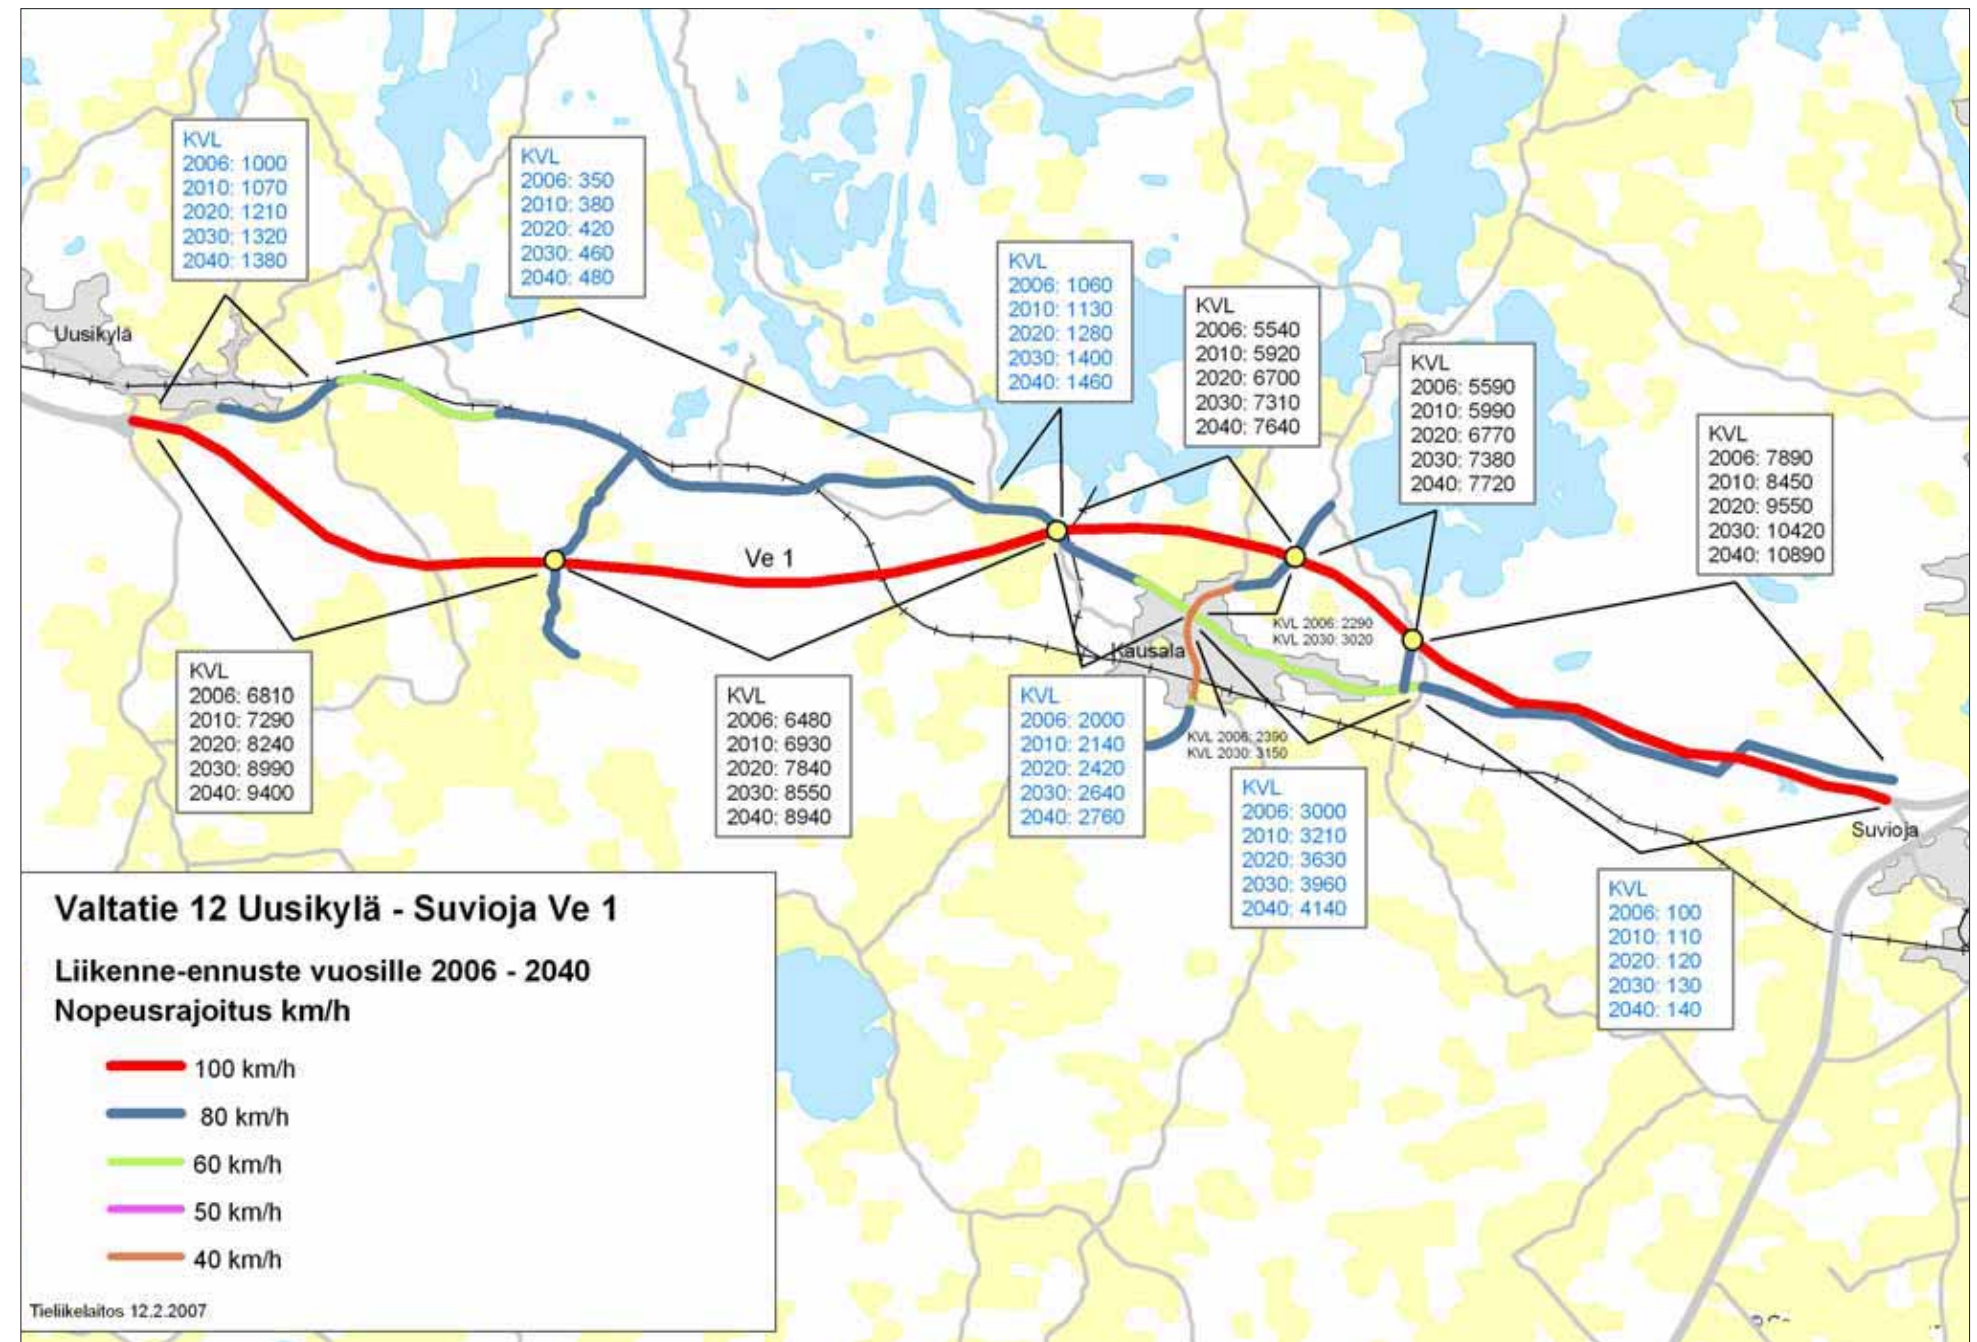 KVL
2006: 1000
2010: 1070
2020: 1210
2030: 1320
2040: 1380
KVL
2006: 350
2010: 380
2020: 420
2030: 460
2040: 480
KVL
2006: 1060
2010: 1130
2020: 1280
2030: 1400
2040: 1460
KVL
2006: 5540
2010: 5920
2020: 6700
2030: 7310
2040: 7640
KVL
2006: 5590
2010: 5990
2020: 6770
2030: 7380
2040: 7720
KVL
2006: 7890
2010: 8450
2020: 9550
2030: 10420
2040: 10890
Uusikylä
Ve 1
KVL 2006: 2290
KVL 2030: 3020
Kausala
KVL
2006: 6810
2010: 7290
2020: 8240
2030: 8990
2040: 9400
KVL
2006: 6480
2010: 6930
2020: 7840
2030: 8550
2040: 8940
KVL
2006: 2000
2010: 2140
2020: 2420
2030: 2640
2040: 2760
KVL 2006: 2390
KVL 2030: 3150
KVL
2006: 3000
2010: 3210
2020: 3630
2030: 3960
2040: 4140
Suvioja
KVL
2006: 100
2010: 110
2020: 120
2030: 130
2040: 140
Valtatie 12 Uusikylä - Suvioja Ve 1
Liikenne-ennuste vuosille 2006 - 2040
Nopeusrajoitus km/h
100 km/h
80 km/h
60 km/h
50 km/h
40 km/h
Tieliikelaitos 12.2.2007